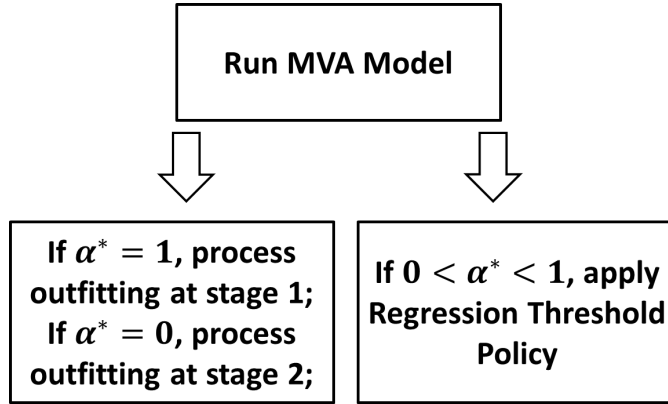 Run MVA Model
If α* = 1, process
outfitting at stage 1;
If α* = 0, process
outfitting at stage 2;
If 0 < α* < 1, apply
Regression Threshold
Policy